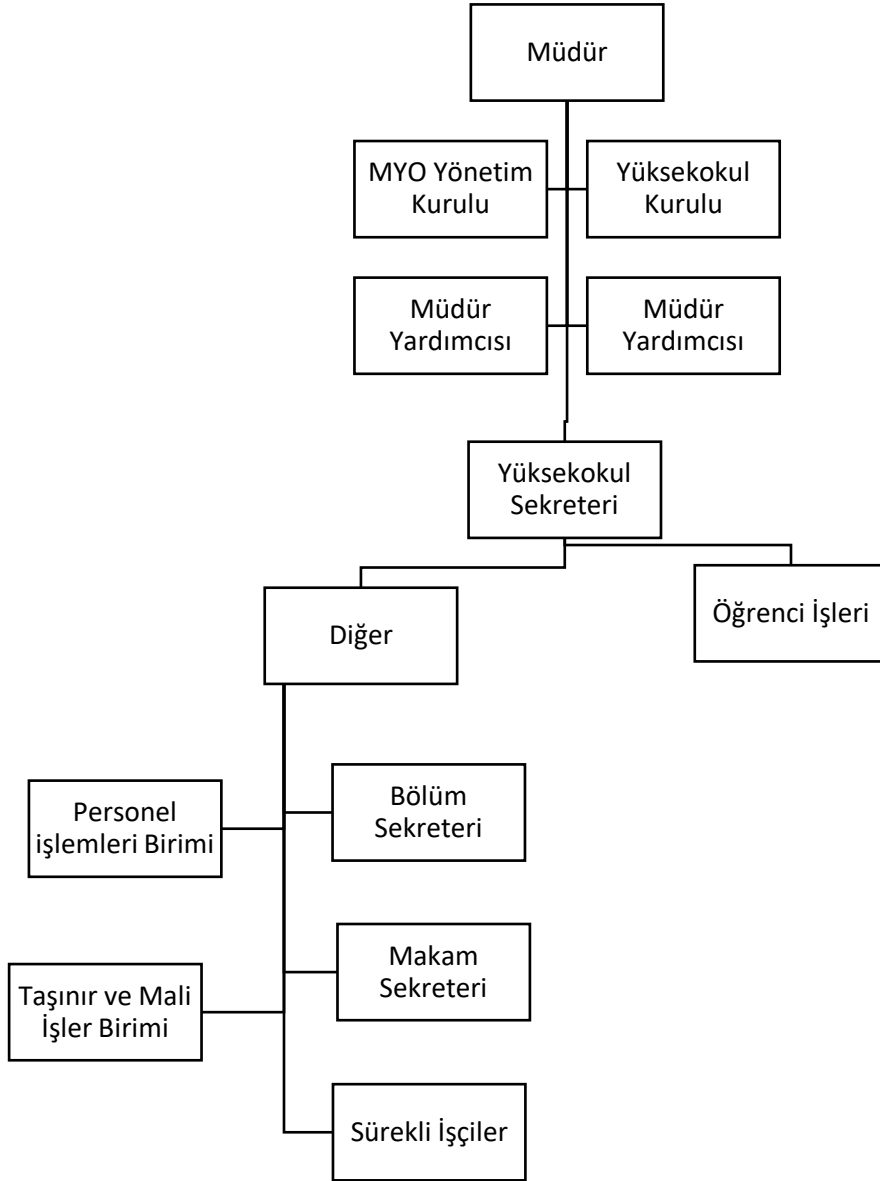 Müdür
MYO Yönetim
Kurulu
Yüksekokul
Kurulu
Müdür
Yardımcısı
Müdür
Yardımcısı
Yüksekokul
Sekreteri
Diğer
Öğrenci İşleri
Personel
işlemleri Birimi
Bölüm
Sekreteri
Taşınır ve Mali
İşler Birimi
Makam
Sekreteri
Sürekli İşçiler